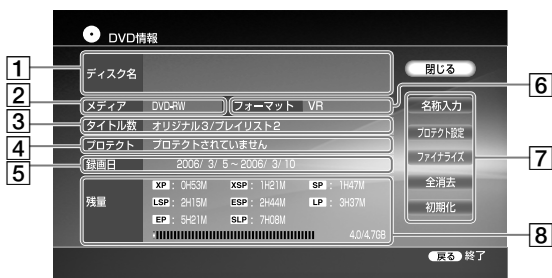 DVD情報
1
ディスク名
閉じる
2
メディア DVD-RW
フォーマット VR
6
3
タイトル数 オリジナル3/プレイリスト2
4
プロテクト プロテクトされていません
5
録画日 2006/ 3/ 5 ~ 2006/ 3/ 10
名称入力
プロテクト設定
ファイナライズ
全消去
初期化
7
残量
XP : 0H53M XSP : 1H21M SP : 1H47M
LSP : 2H15M ESP : 2H44M LP : 3H37M
EP : 5H21M SLP : 7H08M
4.0/4.7GB
8
戻る 終了